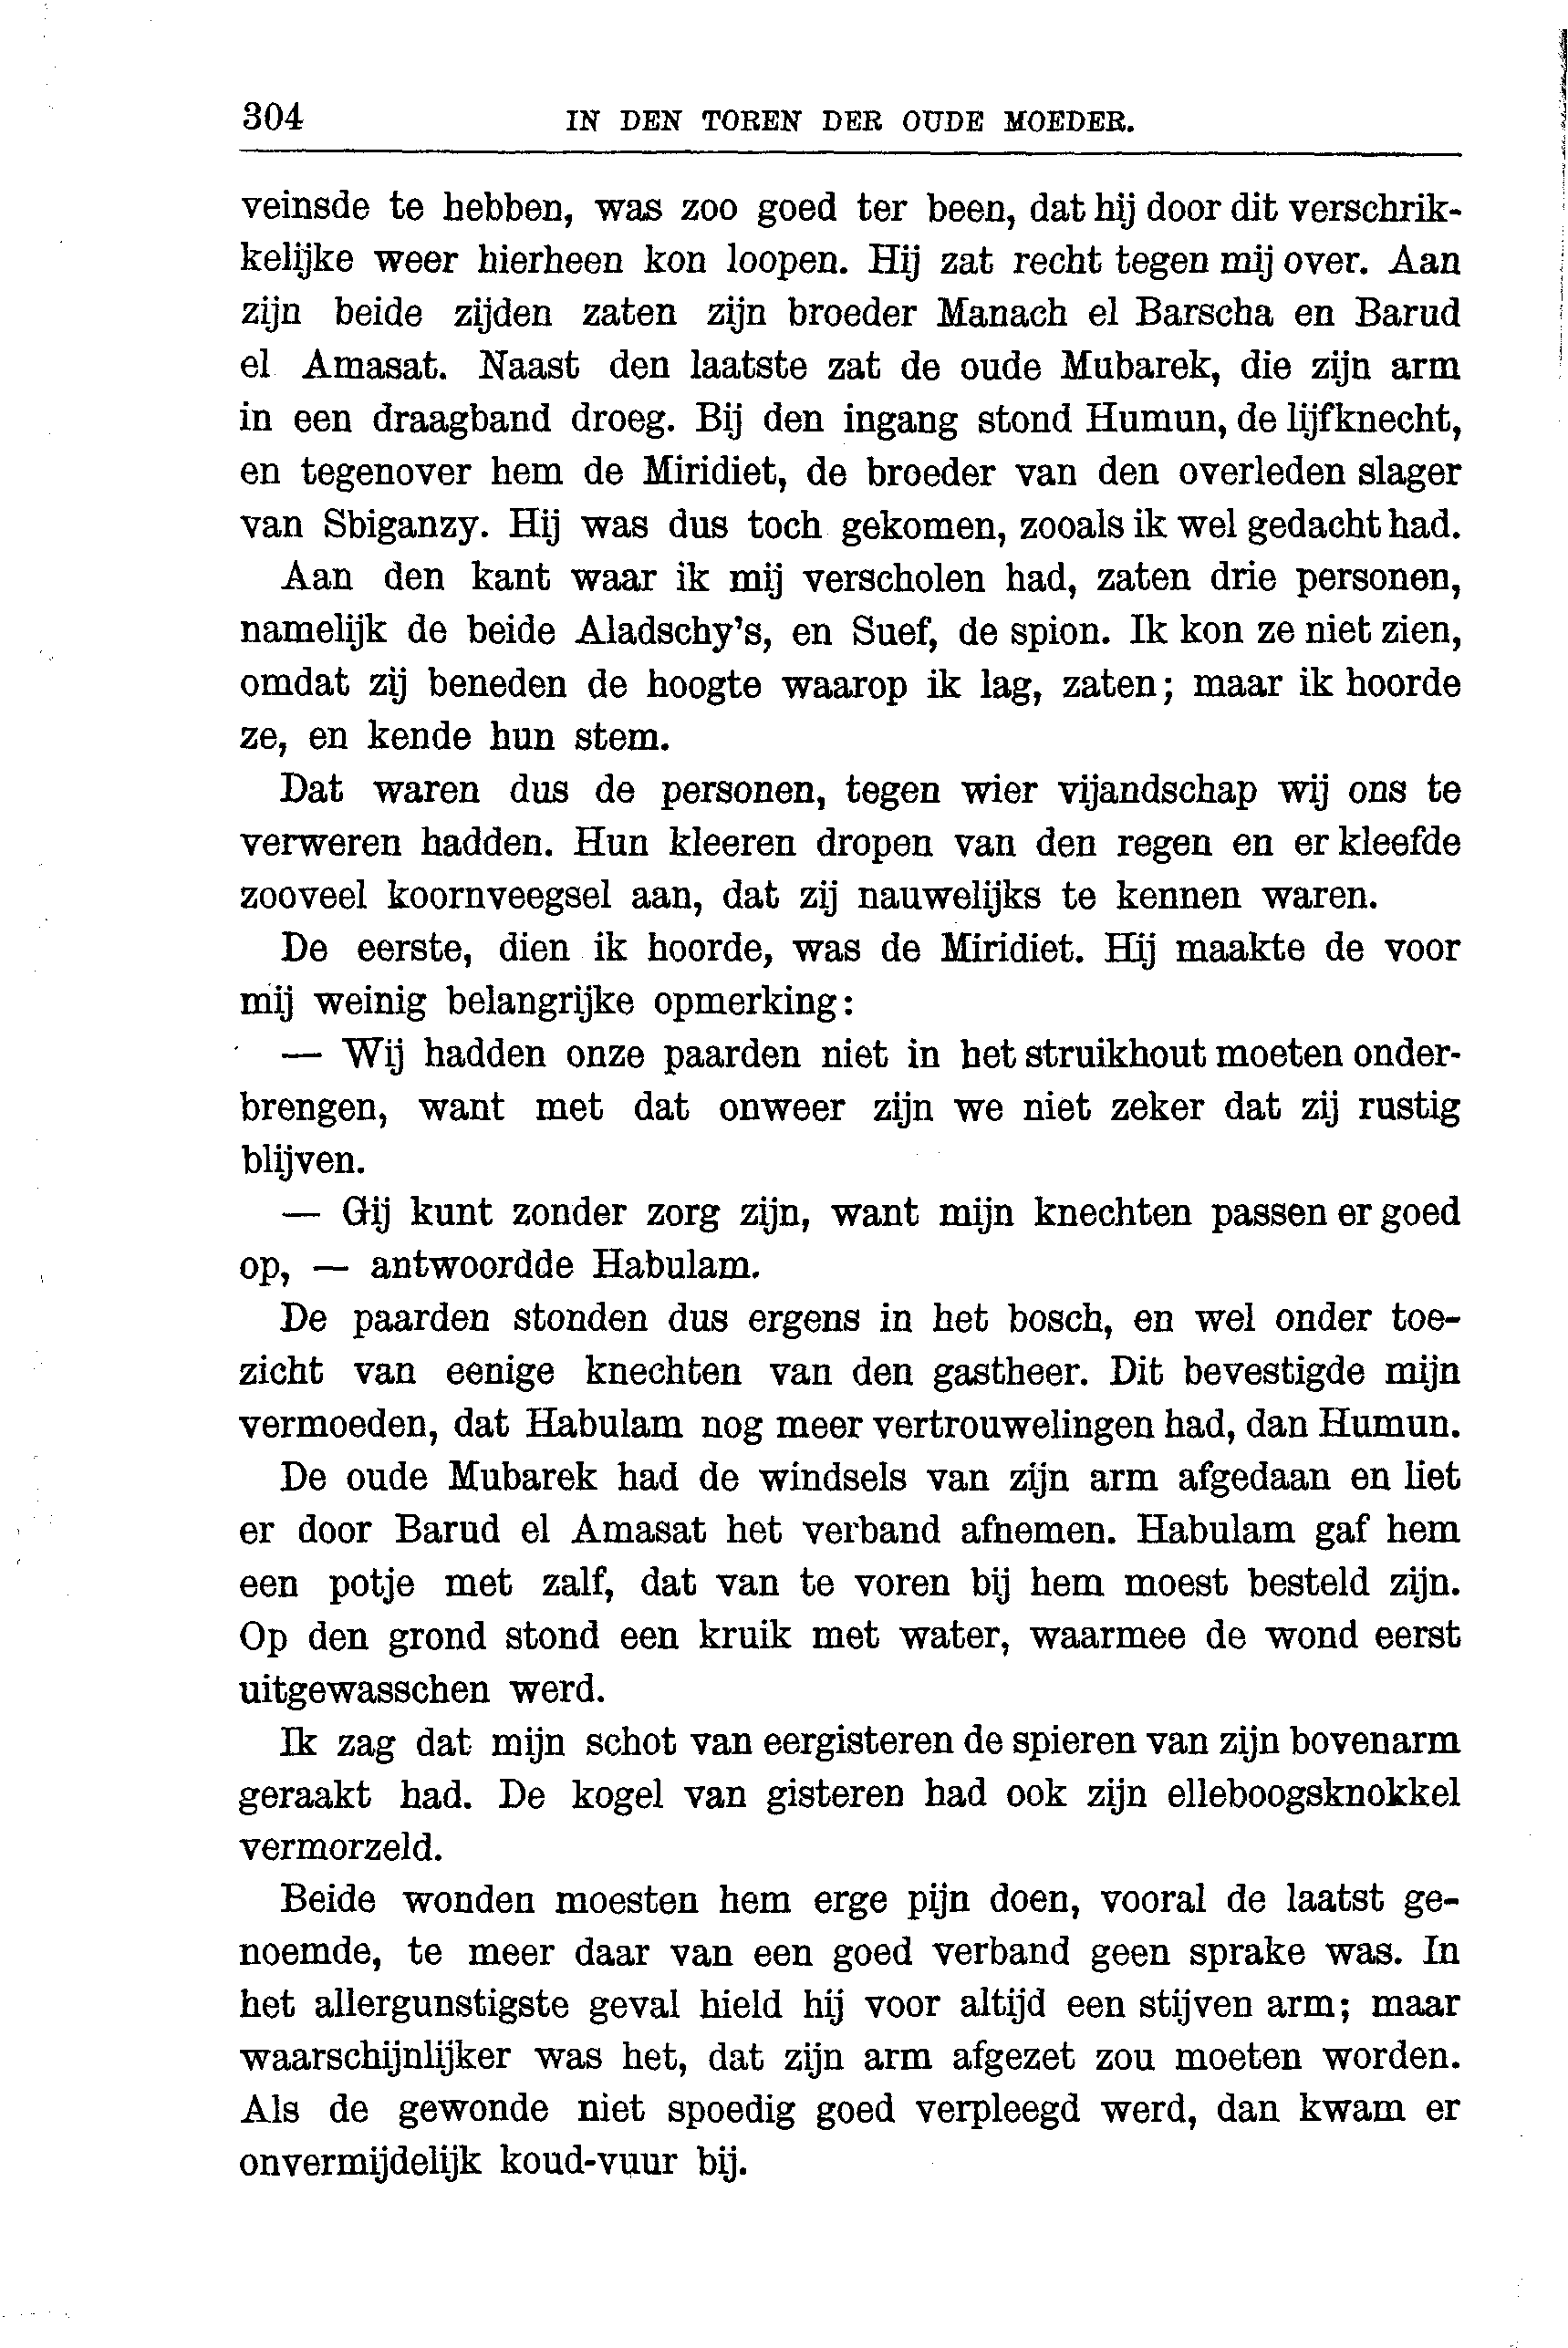 304 IN DEN TOREN DER OUDE MOEDER.
veinsde te hebben, was zoo goed ter been, dat hij door dit verschrik-
kelijke weer hierheen kon loopen. Hij zat recht tegen mij over. Aan
zijn beide zijden zaten zijn broeder Manach el Barscha en Barud
el Amasat. Naast den laatste zat de oude Mubarek, die zijn arm
in een draagband droeg. Bij den ingang stond Humun, de lijfknecht,
en tegenover hem de Miridiet, de broeder van den overleden slager
van Sbiganzy. Hij was dus toch gekomen, zooals ik wel gedacht had.
Aan den kant waar ik mij verscholen had, zaten drie personen,
namelijk de beide Aladschy's, en Suef, de spion. Ik kon ze niet zien,
omdat zij beneden de hoogte waarop ik lag, zaten; maar ik hoorde
ze, en kende hun stem.
Dat waren dus de personen, tegen wier vijandschap wij ons te
verweren hadden. Hun kleeren dropen van den regen en er kleefde
zooveel koornveegsel aan, dat zij nauwelijks te kennen waren.
De eerste, dien ik hoorde, was de Miridiet. Hij maakte de voor
mij weinig belangrijke opmerking:
— Wij hadden onze paarden niet in het struikhout moeten onder-
brengen, want met dat onweer zijn we niet zeker dat zij rustig
blijven.
— Gij kunt zonder zorg zijn, want mijn knechten passen er goed
op, — antwoordde Habulam.
De paarden stonden dus ergens in het bosch, en wel onder toe-
zicht van eenige knechten van den gastheer. Dit bevestigde mijn
vermoeden, dat Habulam nog meer vertrouwelingen had, dan Humun.
De oude Mubarek had de windsels van zijn arm afgedaan en liet
er door Barud el Amasat het verband afnemen. Habulam gaf hem
een potje met zalf, dat van te voren bij hem moest besteld zijn.
Op den grond stond een kruik met water, waarmee de wond eerst
uitgewasschen werd.
Ik zag dat mijn schot van eergisteren de spieren van zijn bovenarm
geraakt had. De kogel van gisteren had ook zijn elleboogsknokkel
vermorzeld.
Beide wonden moesten hem erge pijn doen, vooral de laatst ge-
noemde, te meer daar van een goed verband geen sprake was. In
het allergunstigste geval hield hij voor altijd een stijven arm; maar
waarschijnlijker was het, dat zijn arm afgezet zou moeten worden.
Als de gewonde niet spoedig goed verpleegd werd, dan kwam er
onvermijdelijk koud-vuur bij.